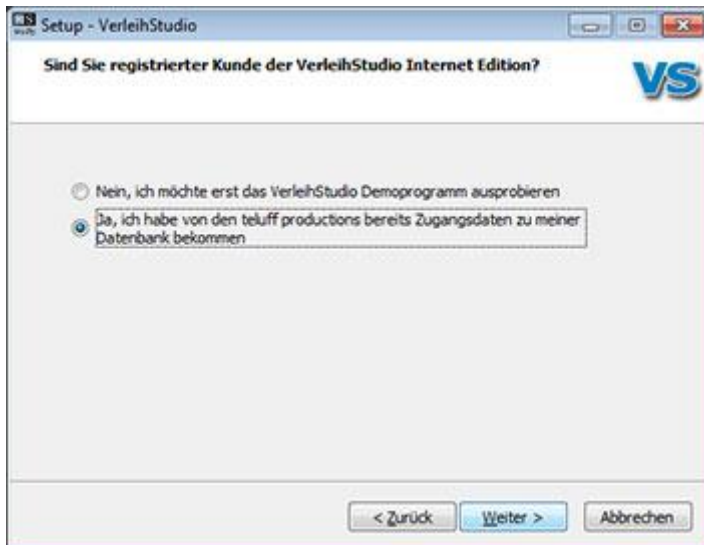 Setup - VerleihStudio
Sind Sie registrierter Kunde der VerleihStudio Internet Edition?
VS
Nein, ich möchte erst das VerleihStudio Demoprogramm ausprobieren
Ja, ich habe von den teluff productions bereits Zugangsdaten zu meiner
Datenbank bekommen
< Zurück
Weiter >
Abbrechen